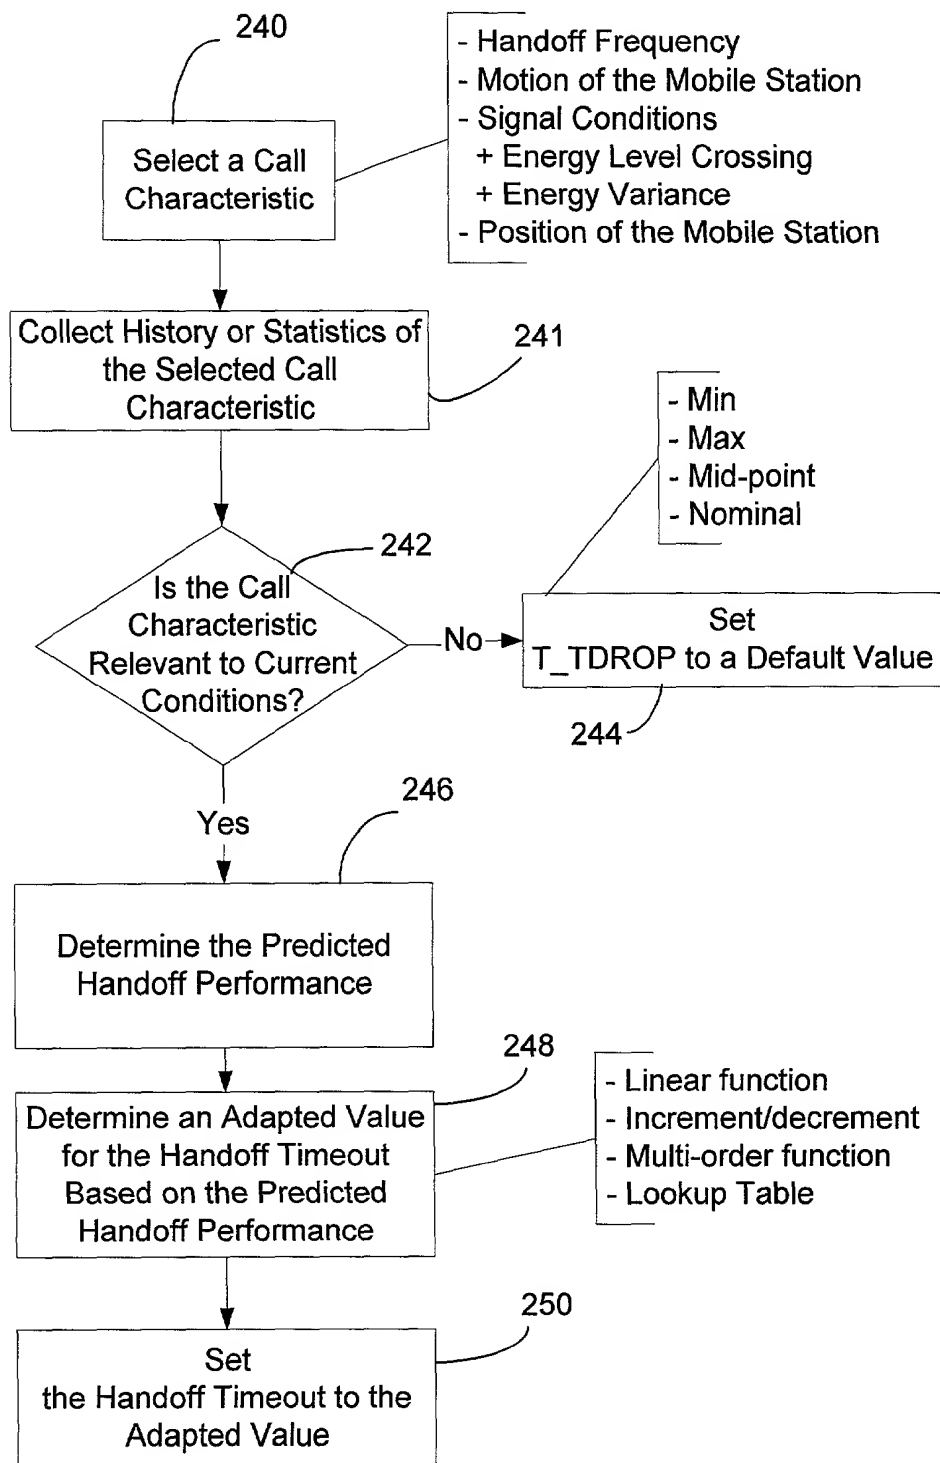 240
- Handoff Frequency
- Motion of the Mobile Station
- Signal Conditions
+ Energy Level Crossing
+ Energy Variance
- Position of the Mobile Station
Select a Call
Characteristic
Collect History or Statistics of
the Selected Call
Characteristic
241
- Min
- Max
- Mid-point
- Nominal
242
Is the Call
Characteristic
Relevant to Current
Conditions?
No
Set
T_TDROP to a Default Value
244
Yes
246
Determine the Predicted
Handoff Performance
248
Determine an Adapted Value
for the Handoff Timeout
Based on the Predicted
Handoff Performance
- Linear function
- Increment/decrement
- Multi-order function
- Lookup Table
250
Set
the Handoff Timeout to the
Adapted Value